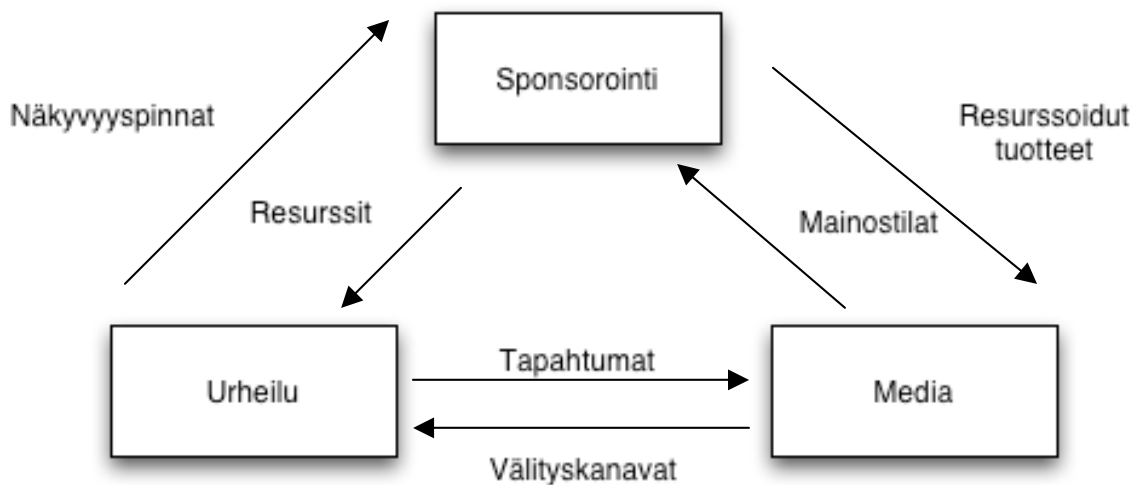 Sponsorointi
Näkyvyyspinnat
Resurssoidut
tuotteet
Resurssit
Mainostilat
Tapahtumat
Urheilu
Media
Välityskanavat